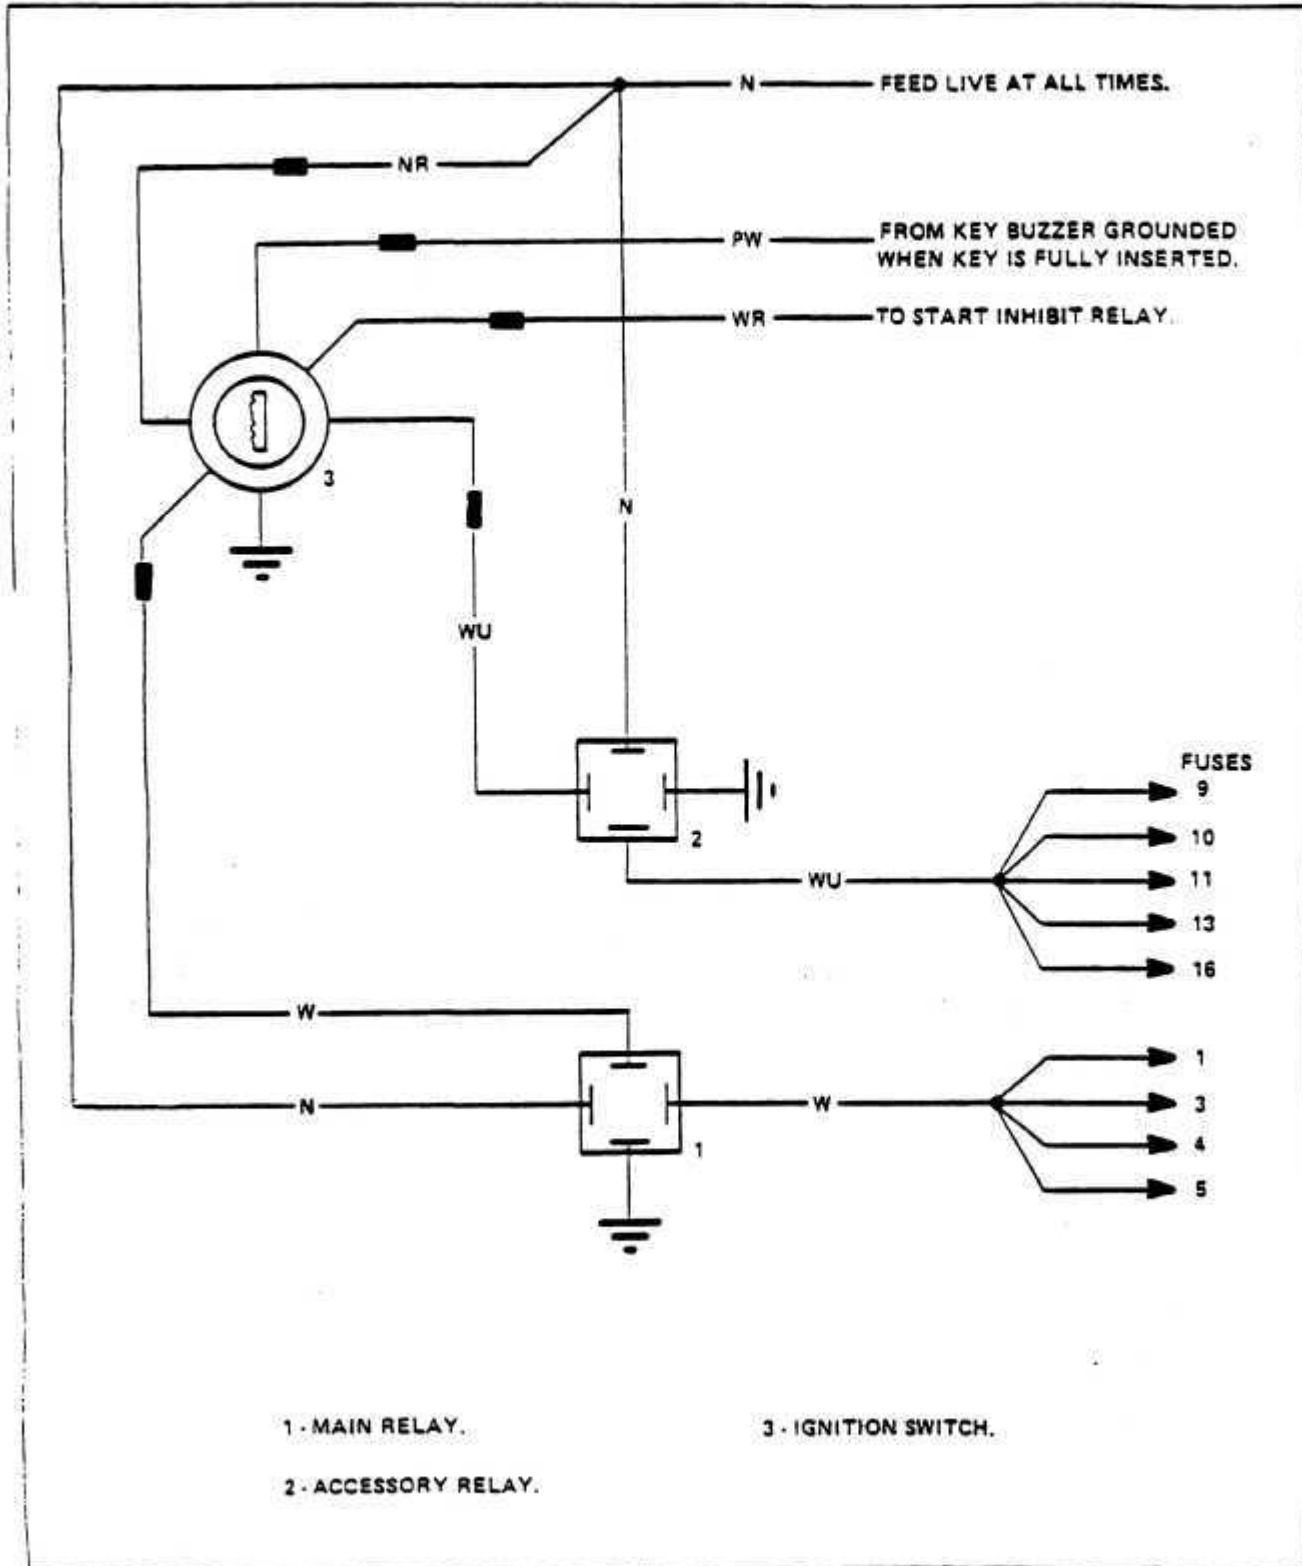 N FEED LIVE AT ALL TIMES.
NR
PW FROM KEY BUZZER GROUNDED
WHEN KEY IS FULLY INSERTED.
WR TO START INHIBIT RELAY.
3
N
WU
FUSES
9
2
10
WU 11
13
16
W
1
N W 3
1
4
5
1 - MAIN RELAY. 3 - IGNITION SWITCH.
2 - ACCESSORY RELAY.